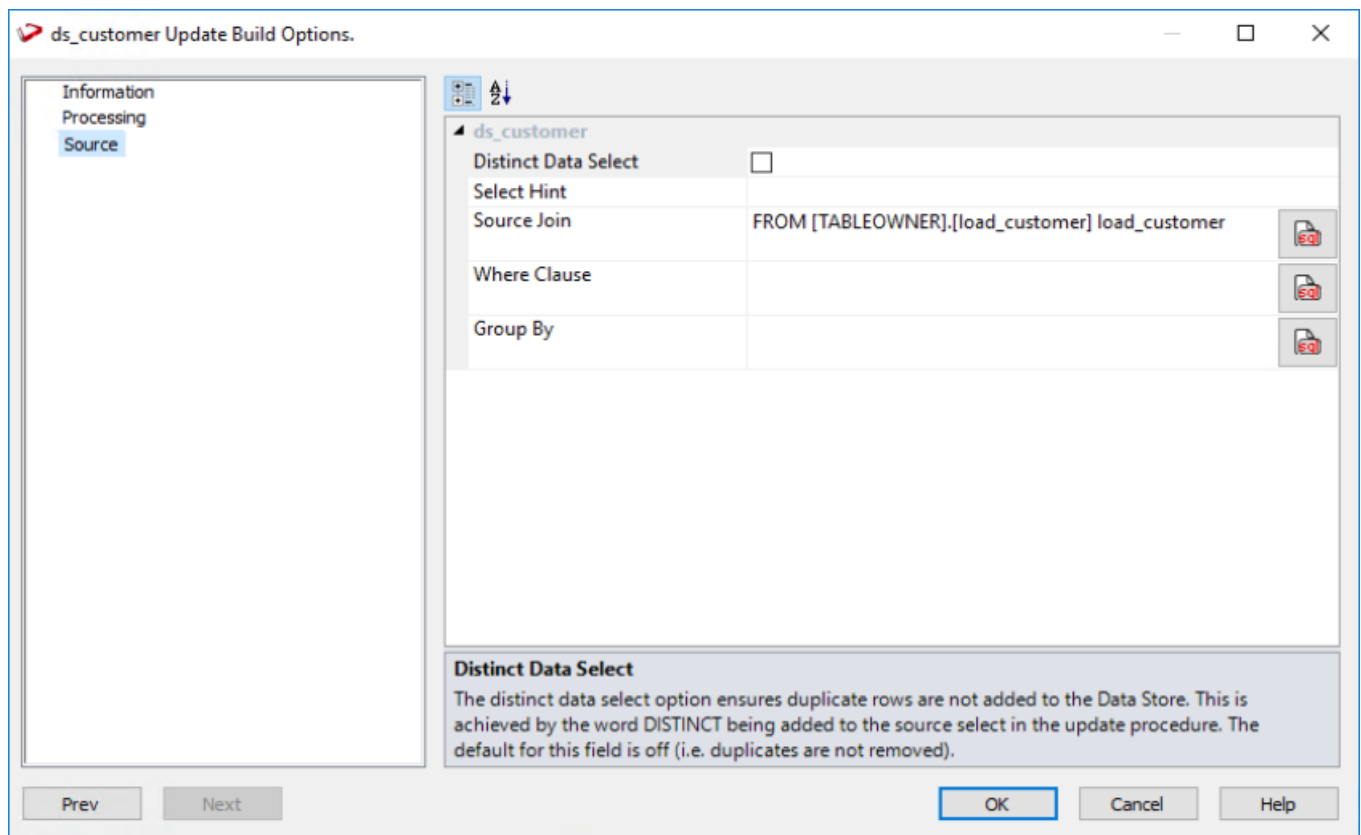 ds_customer Update Build Options.
Information
Processing
Source
ds_customer
Distinct Data Select
Select Hint
Source Join FROM [TABLEOWNER].[load_customer] load_customer
sql
Where Clause
sql
Group By
sql
Distinct Data Select
The distinct data select option ensures duplicate rows are not added to the Data Store. This is
achieved by the word DISTINCT being added to the source select in the update procedure. The
default for this field is off (i.e. duplicates are not removed).
Prev Next OK Cancel Help